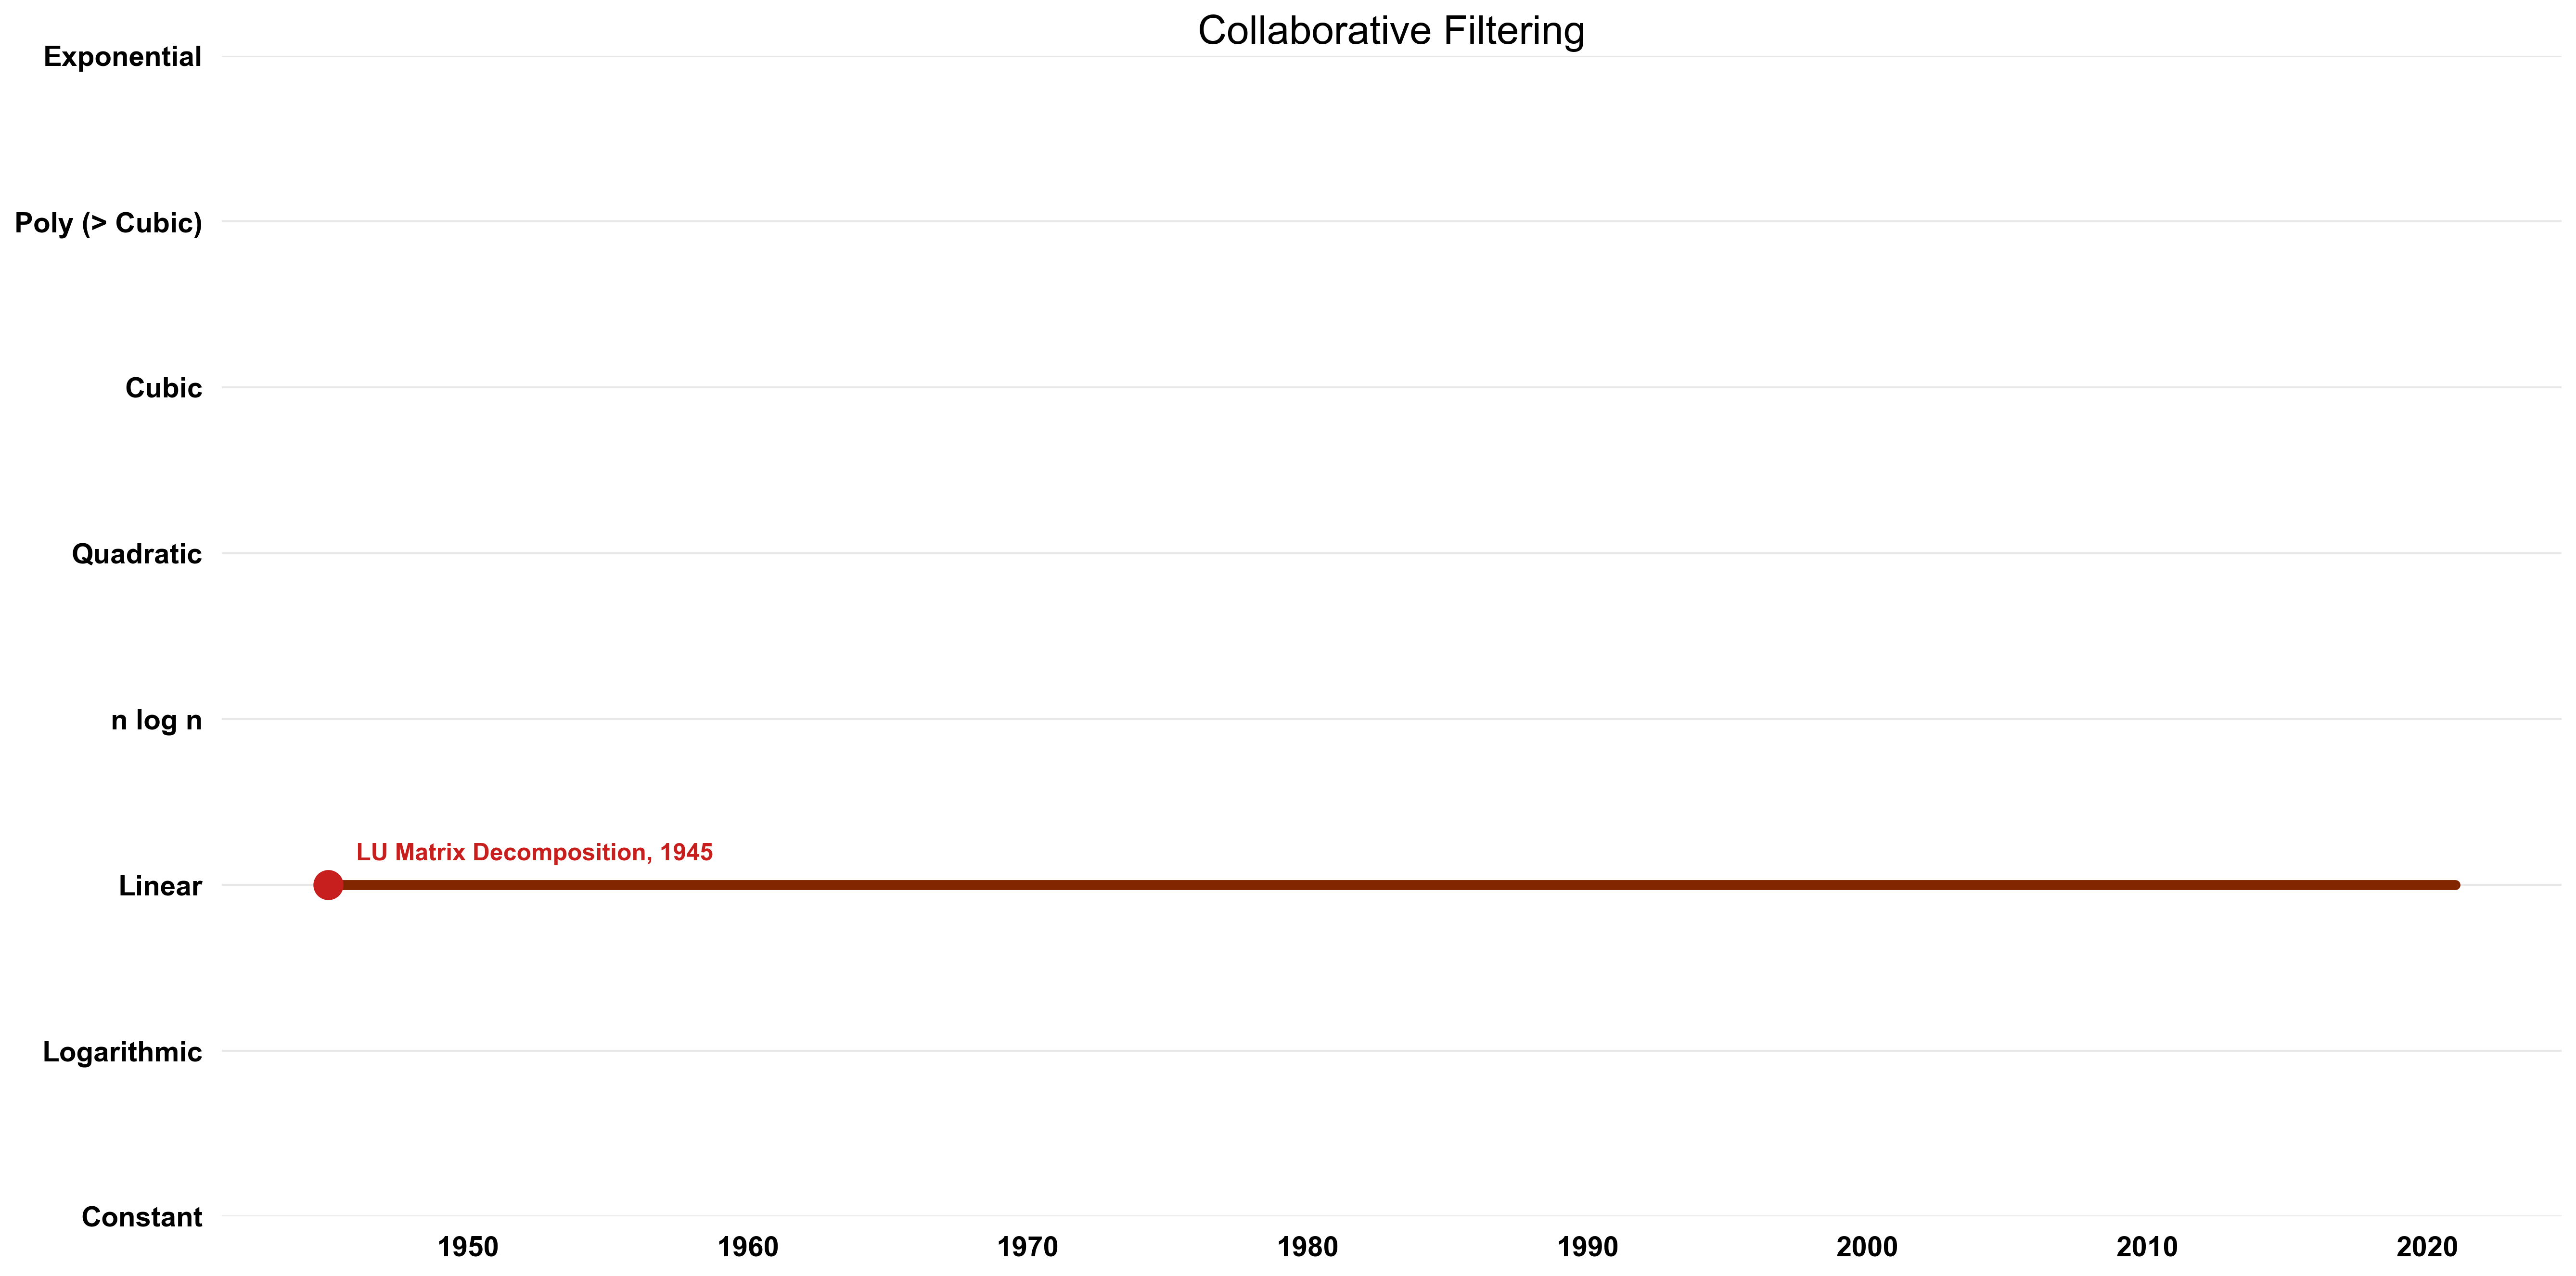 Collaborative Filtering
Exponential
Poly (> Cubic)
Cubic
Quadratic
n log n
LU Matrix Decomposition, 1945
Linear
Logarithmic
Constant
1950 1960 1970 1980 1990 2000 2010 2020